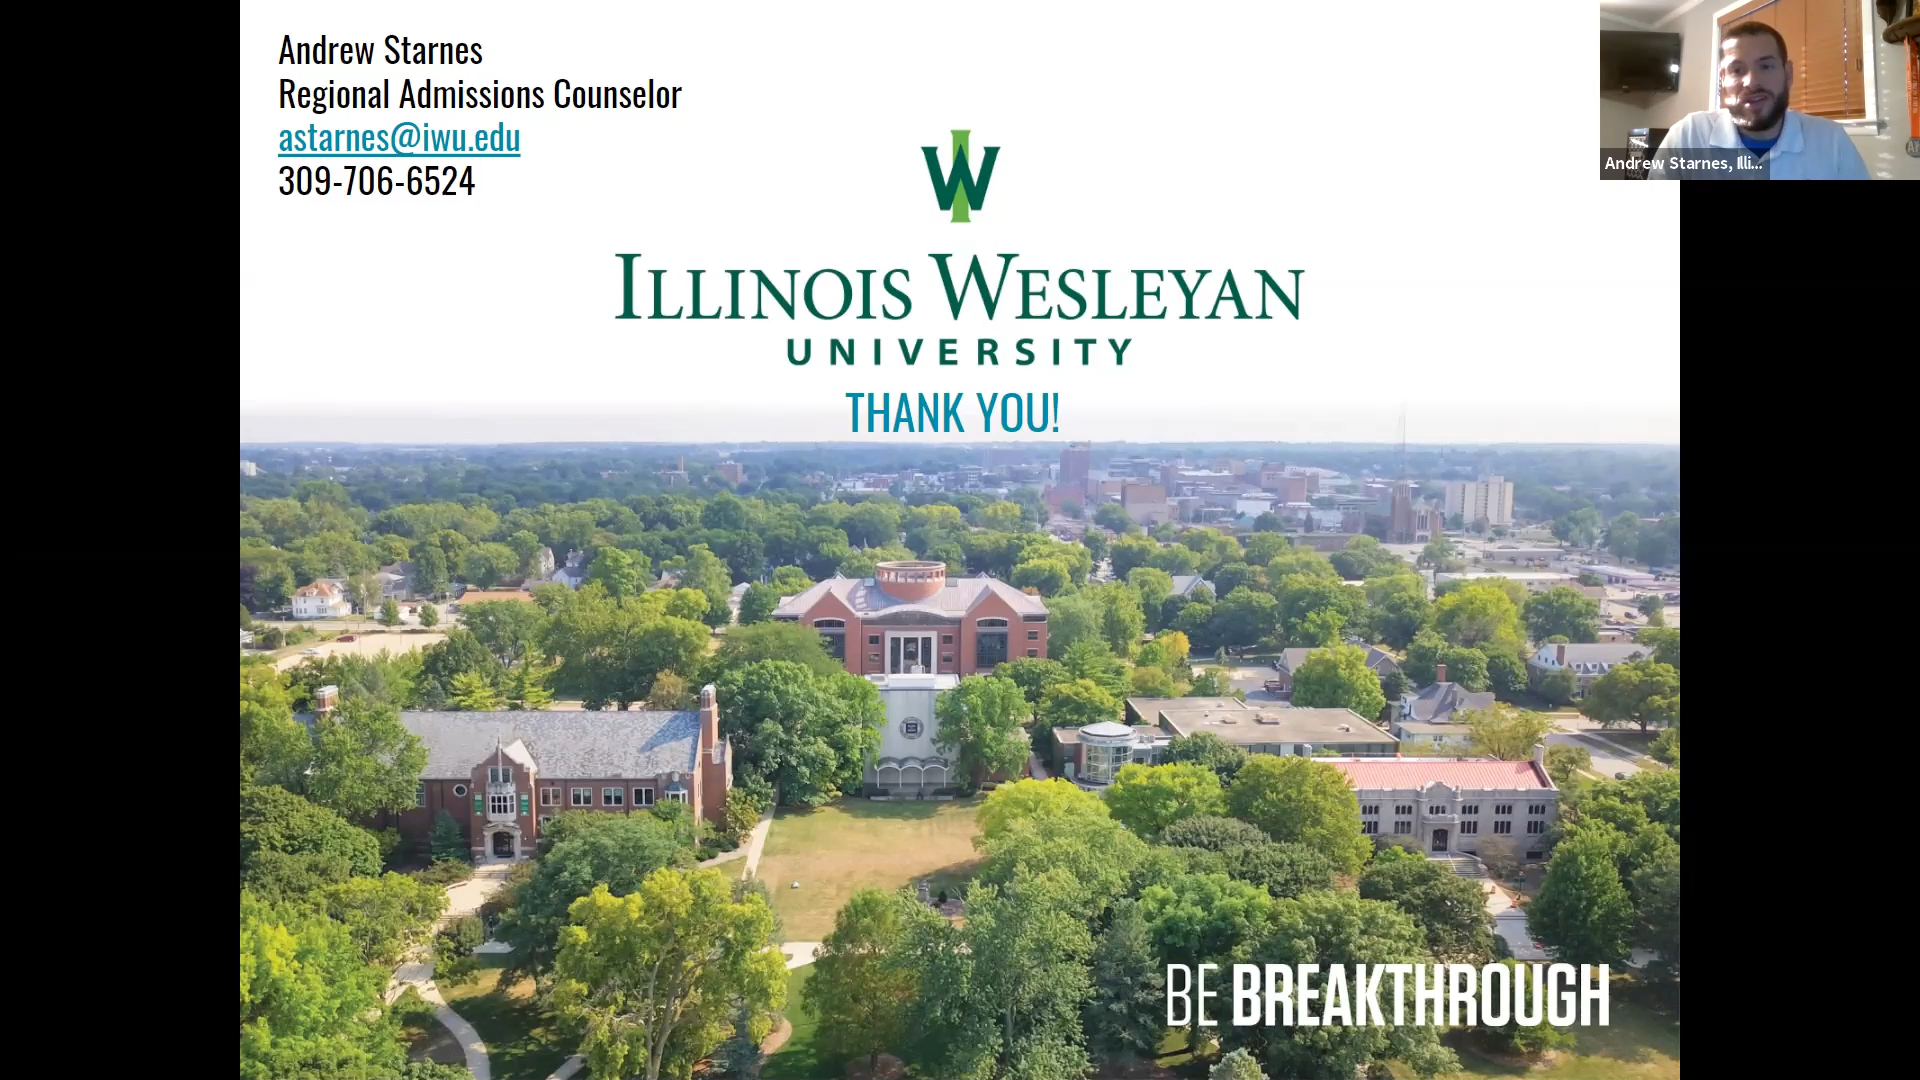 Andrew Starnes
Regional Admissions Counselor
astarnes@iwu.edu
309-706-6524
Andrew Starnes, Illi...
IW
ILLINOIS WESLEYAN
UNIVERSITY
THANK YOU!
BE BREAKTHROUGH